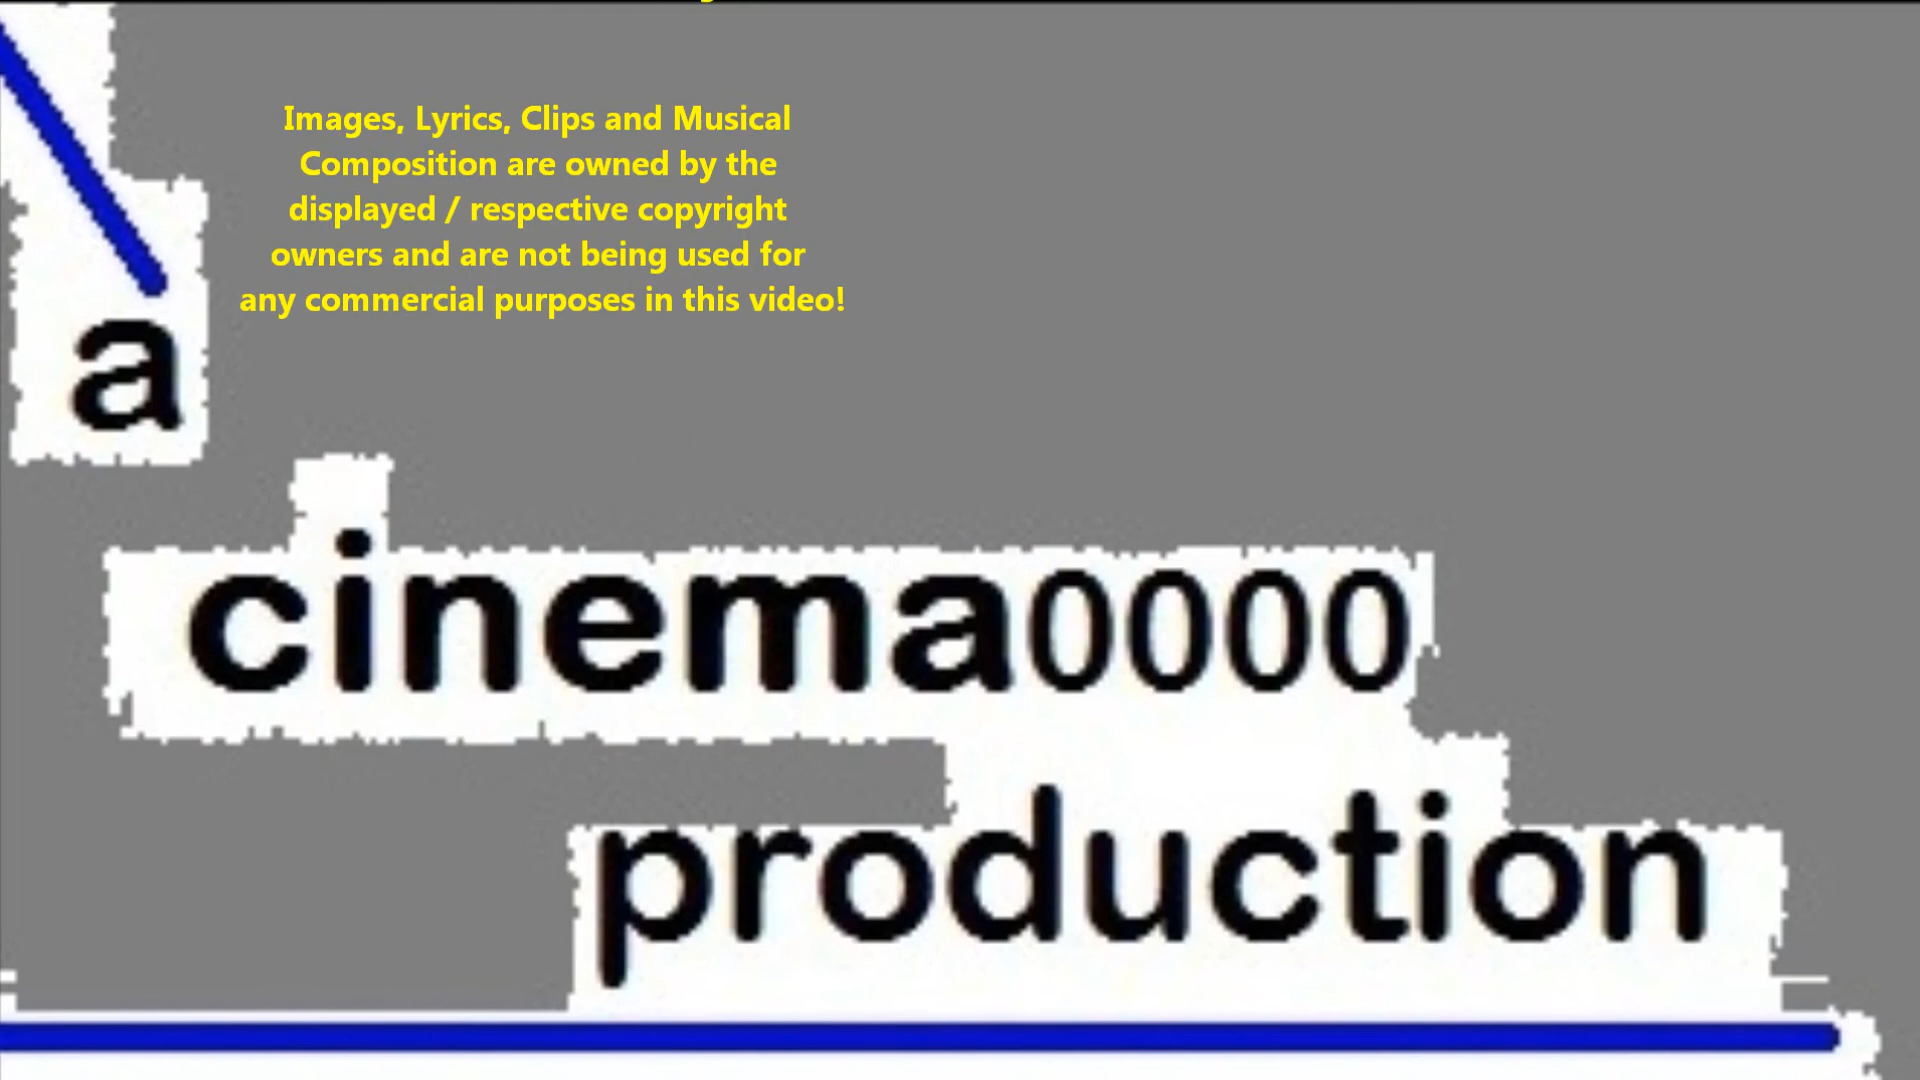 Images, Lyrics, Clips and Musical
Composition are owned by the
displayed / respective copyright
owners and are not being used for
any commercial purposes in this video!
a
cinema0000
production